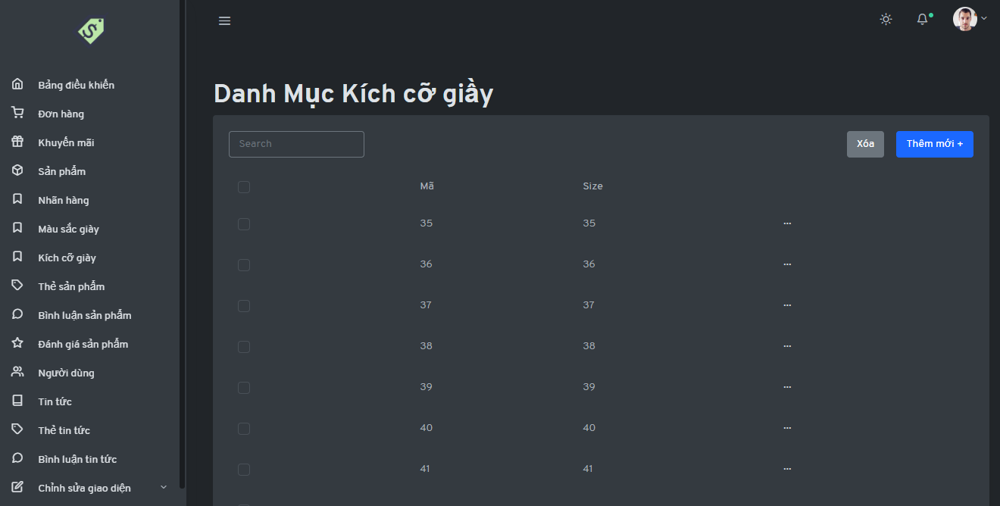 Bảng điều khiển
Đơn hàng
Khuyến mãi
Sản phẩm
Nhãn hàng
Màu sắc giày
Kích cỡ giày
Thẻ sản phẩm
Bình luận sản phẩm
Đánh giá sản phẩm
Người dùng
Tin tức
Thẻ tin tức
Bình luận tin tức
Chỉnh sửa giao diện
Danh Mục Kích cỡ giầy
Search
Xóa
Thêm mới +
Mã Size
35 35 ...
36 36 ...
37 37 ...
38 38 ...
39 39 ...
40 40 ...
41 41 ...